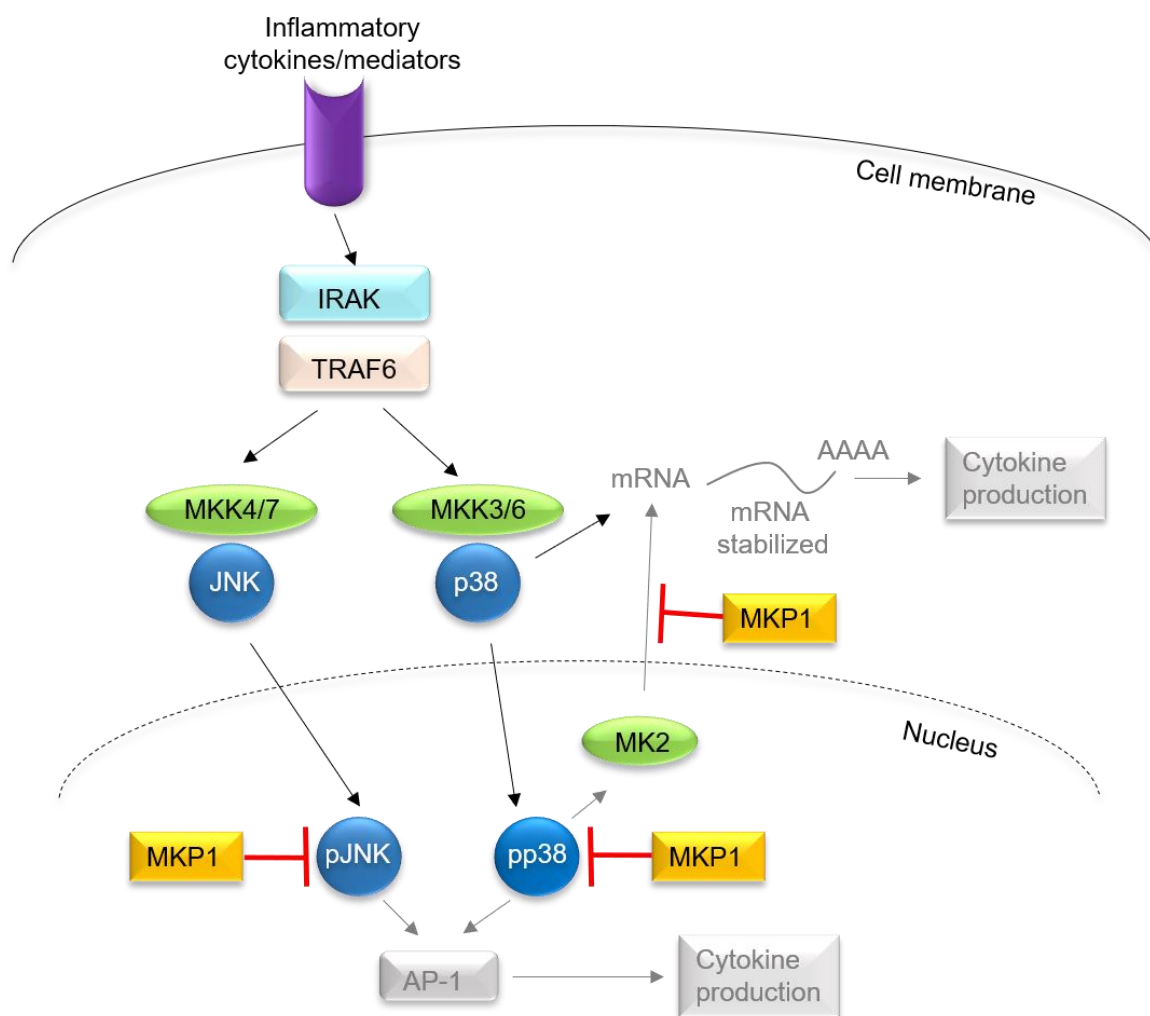 Inflammatory
cytokines/mediators
Cell membrane
IRAK
TRAF6
MKK4/7
MKK3/6
JNK
p38
mRNA
AAAA
mRNA
stabilized
Cytokine
production
MKP1
Nucleus
MK2
MKP1
pJNK
pp38
MKP1
AP-1
Cytokine
production